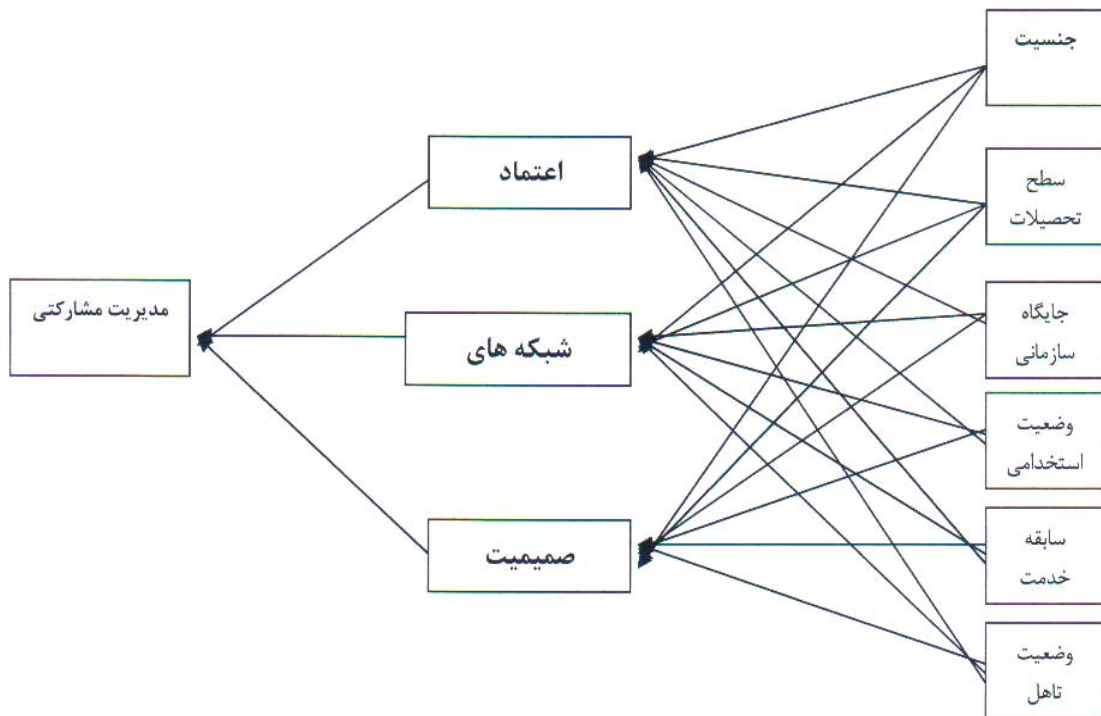 جنسیت
سطح
تحصیلات
جایگاه
سازمانی
وضعیت
استخدامی
سابقه
خدمت
وضعیت
تاهل
اعتماد
شبکه های
صمیمیت
مدیریت مشارکتی